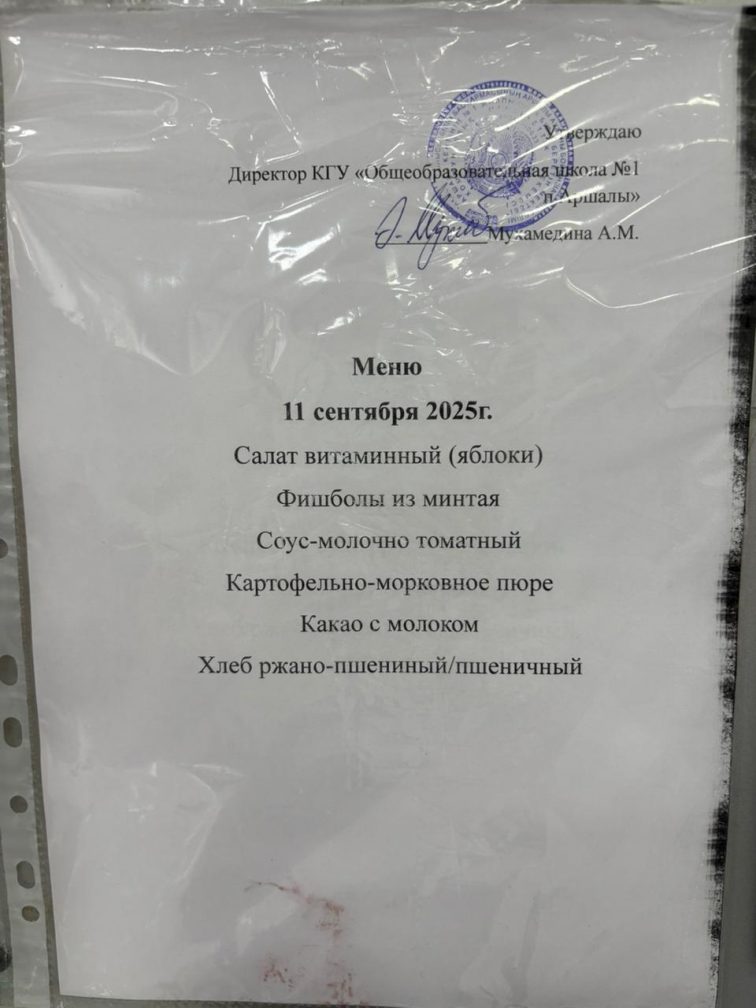 Утверждаю
Директор КГУ «Общеобразовательная школа №1
п.Аршалы»
Мухамедина А.М.
Меню
11 сентября 2025г.
Салат витаминный (яблоки)
Фишболы из минтая
Соус-молочно томатный
Картофельно-морковное пюре
Какао с молоком
Хлеб ржано-пшениный/пшеничный